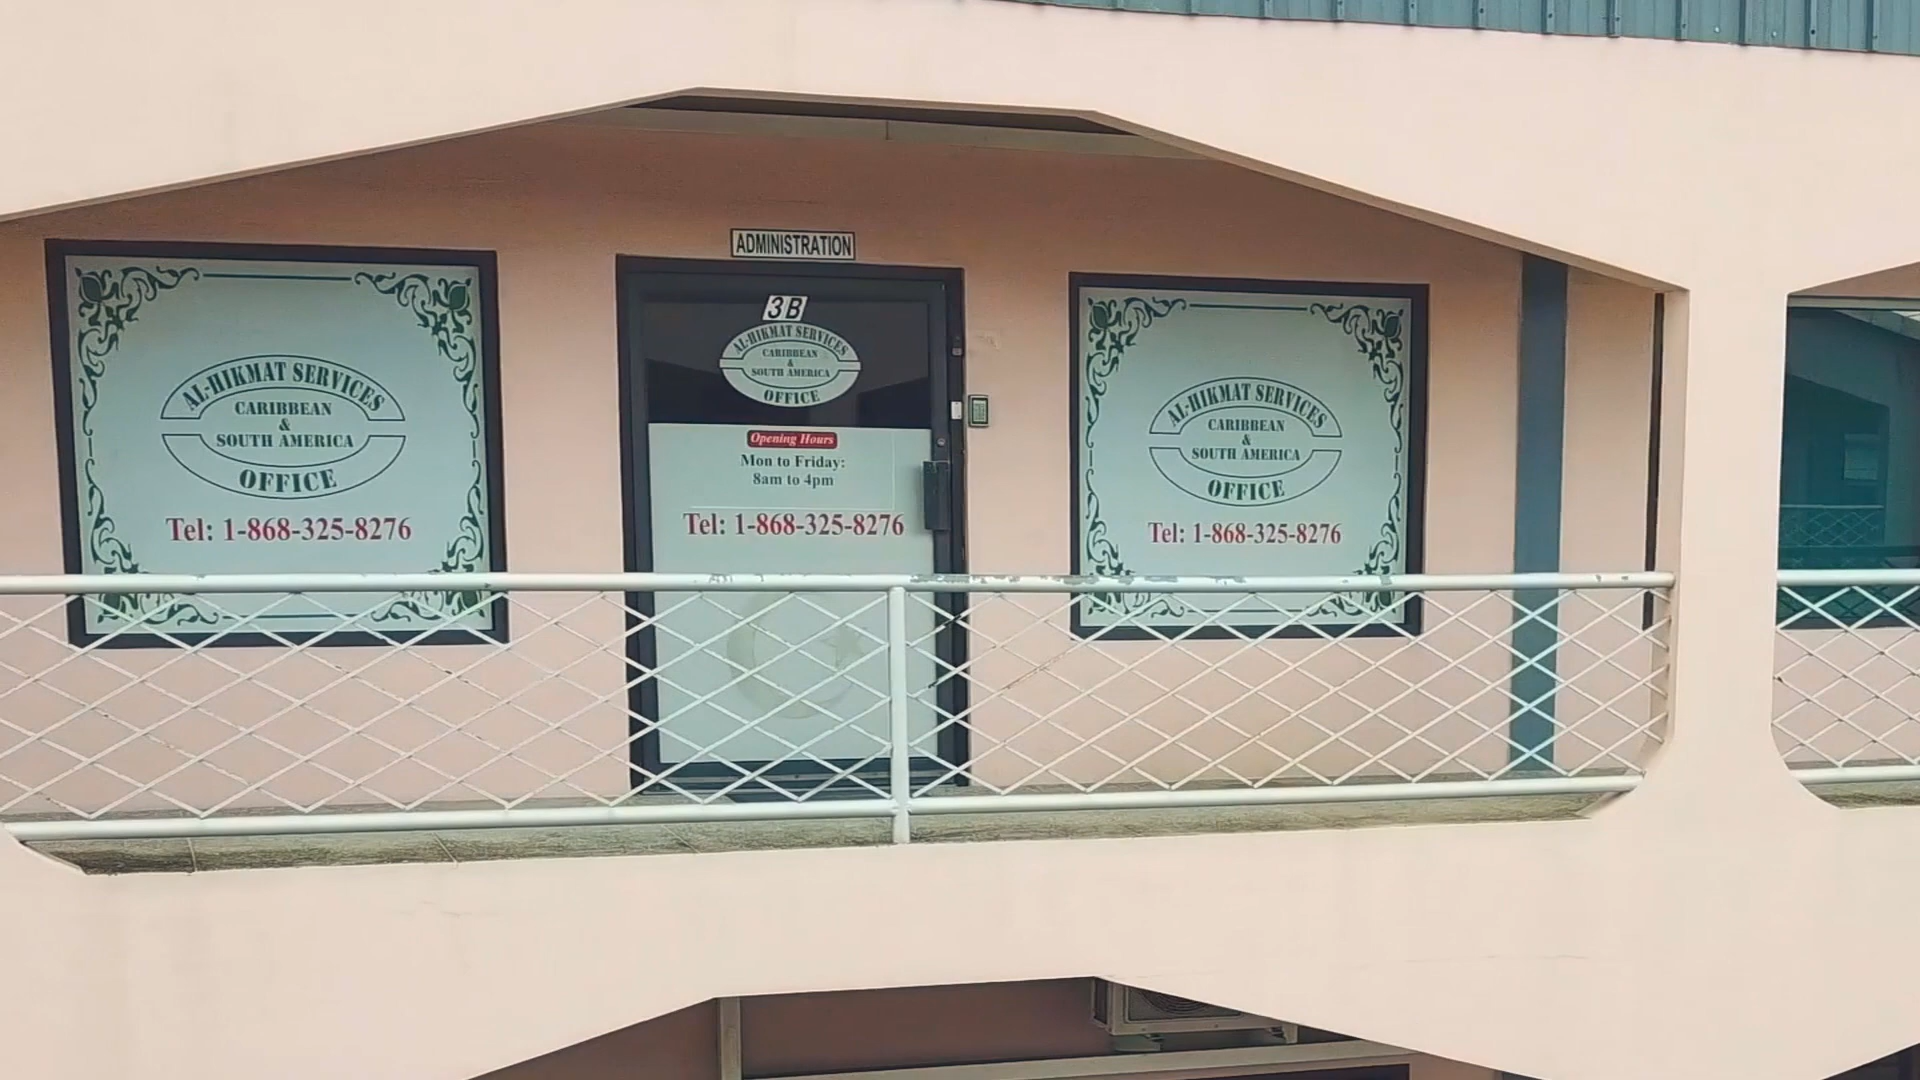 ADMINISTRATION
AL-HIKMAT SERVICES
CARIBBEAN
&
SOUTH AMERICA
OFFICE
Tel: 1-868-325-8276
3B
AL-HIKMAT SERVICES
CARIBBEAN
&
SOUTH AMERICA
OFFICE
Opening Hours
Mon to Friday:
8am to 4pm
Tel: 1-868-325-8276
AL-HIKMAT SERVICES
CARIBBEAN
&
SOUTH AMERICA
OFFICE
Tel: 1-868-325-8276